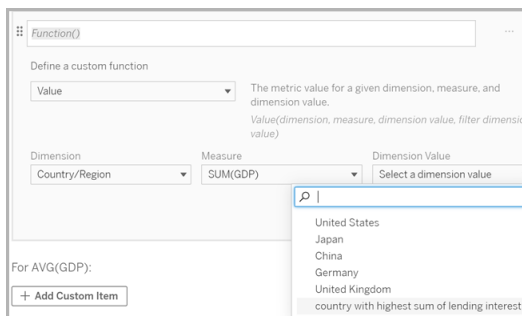 Function()
Define a custom function
Value
The metric value for a given dimension, measure, and
dimension value.
Value(dimension, measure, dimension value, filter dimensio
value)
Dimension
Measure
Dimension Value
Country/Region
SUM(GDP)
Select a dimension value
United States
Japan
China
Germany
United Kingdom
country with highest sum of lending interest
For AVG(GDP):
+ Add Custom Item